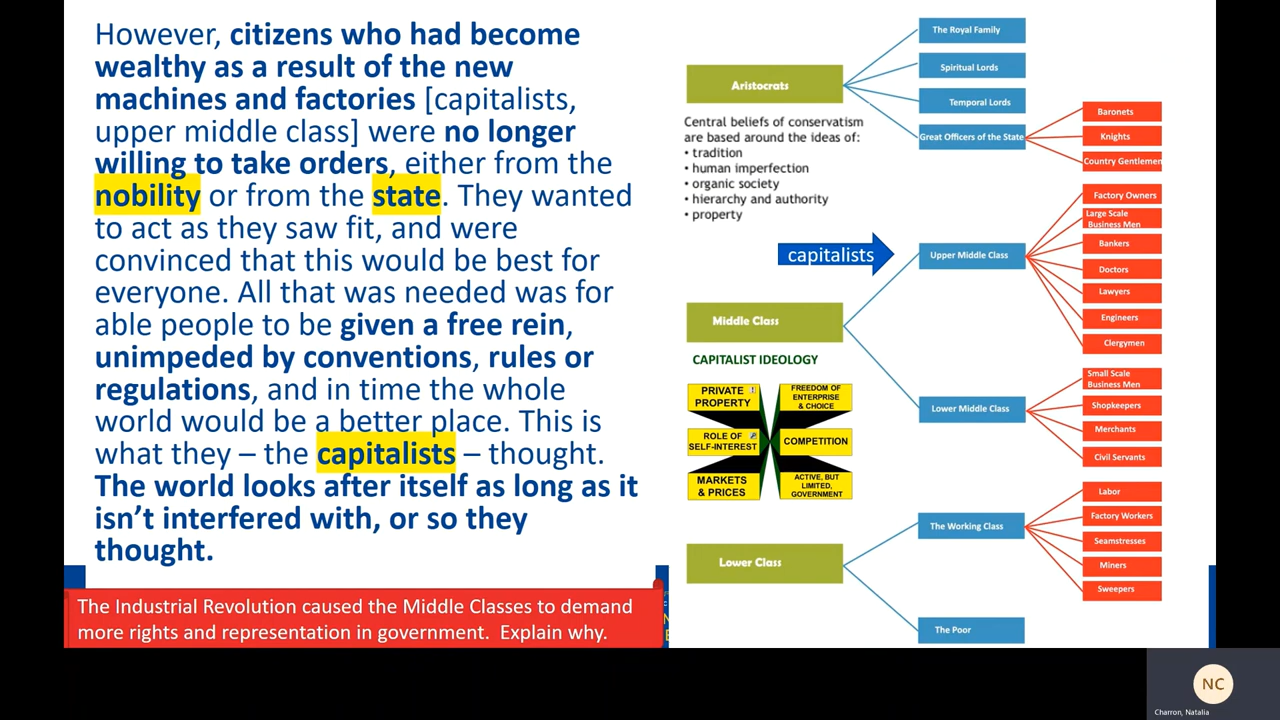 However, citizens who had become
wealthy as a result of the new
machines and factories [capitalists,
upper middle class] were no longer
willing to take orders, either from the
nobility or from the state. They wanted
to act as they saw fit, and were
convinced that this would be best for
everyone. All that was needed was for
able people to be given a free rein,
unimpeded by conventions, rules or
regulations, and in time the whole
world would be a better place. This is
what they – the capitalists – thought.
The world looks after itself as long as it
isn't interfered with, or so they
thought.
The Industrial Revolution caused the Middle Classes to demand
more rights and representation in government. Explain why.
Aristocrats
The Royal Family
Spiritual Lords
Temporal Lords
Great Officers of the State
Baronets
Knights
Country Gentlemen
Central beliefs of conservatism
are based around the ideas of:
• tradition
• human imperfection
• organic society
• hierarchy and authority
• property
capitalists
Middle Class
Upper Middle Class
Factory Owners
Large Scale
Business Men
Bankers
Doctors
Lawyers
Engineers
Clergymen
Lower Middle Class
Small Scale
Business Men
Shopkeepers
Merchants
Civil Servants
CAPITALIST IDEOLOGY
PRIVATE
PROPERTY
FREEDOM OF
ENTERPRISE
& CHOICE
ROLE OF
SELF-INTEREST
COMPETITION
MARKETS
& PRICES
ACTIVE, BUT
LIMITED,
GOVERNMENT
Lower Class
The Working Class
Labor
Factory Workers
Seamstresses
Miners
Sweepers
The Poor
NC
Charron, Natalia